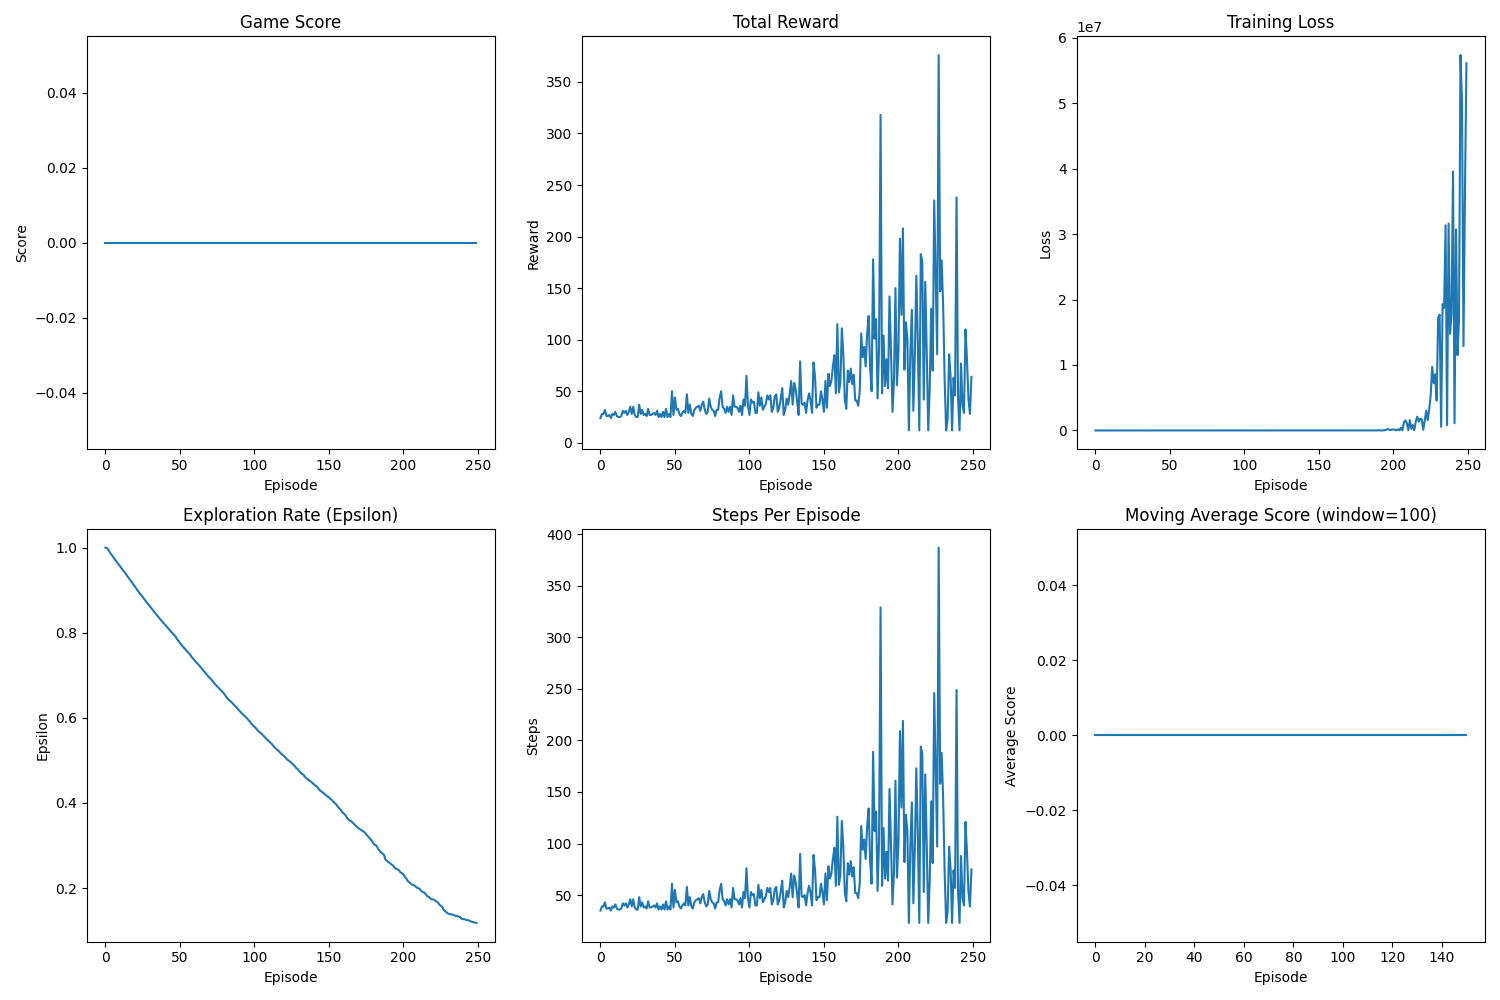 Game Score
Score
0.04
0.02
0.00
−0.02
−0.04
0 50 100 150 200 250
Episode
Total Reward
Reward
350
300
250
200
150
100
50
0
0 50 100 150 200 250
Episode
Training Loss
1e7
Loss
6
5
4
3
2
1
0
0 50 100 150 200 250
Episode
Exploration Rate (Epsilon)
Epsilon
1.0
0.8
0.6
0.4
0.2
0 50 100 150 200 250
Episode
Steps Per Episode
Steps
400
350
300
250
200
150
100
50
0 50 100 150 200 250
Episode
Moving Average Score (window=100)
Average Score
0.04
0.02
0.00
−0.02
−0.04
0 20 40 60 80 100 120 140
Episode